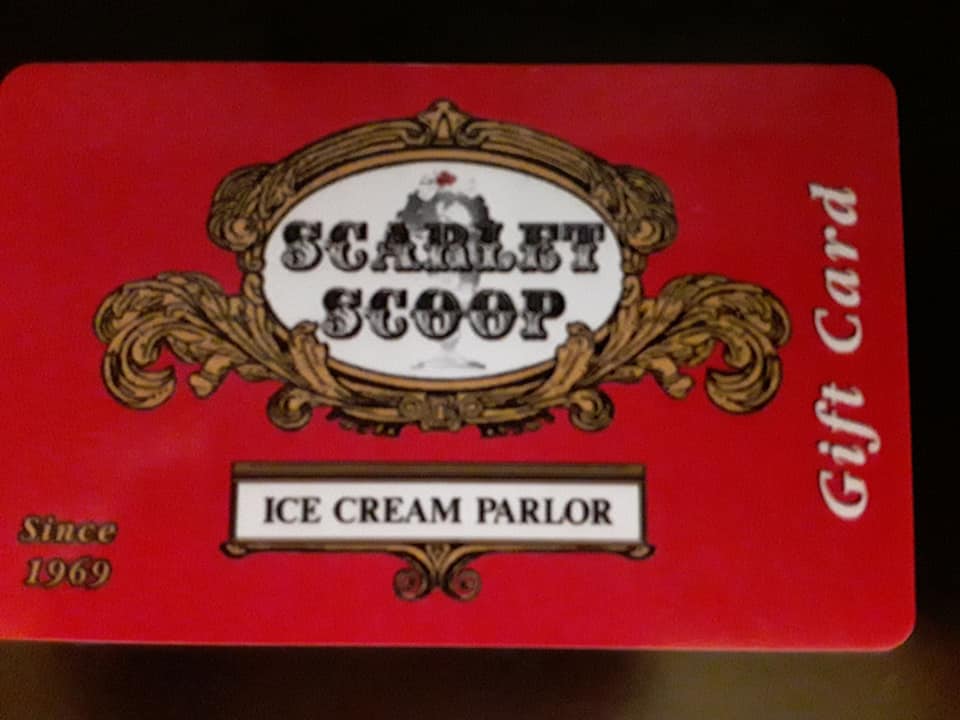 SCARLET
SCOOP
ICE CREAM PARLOR
Since
1969
Gift Card